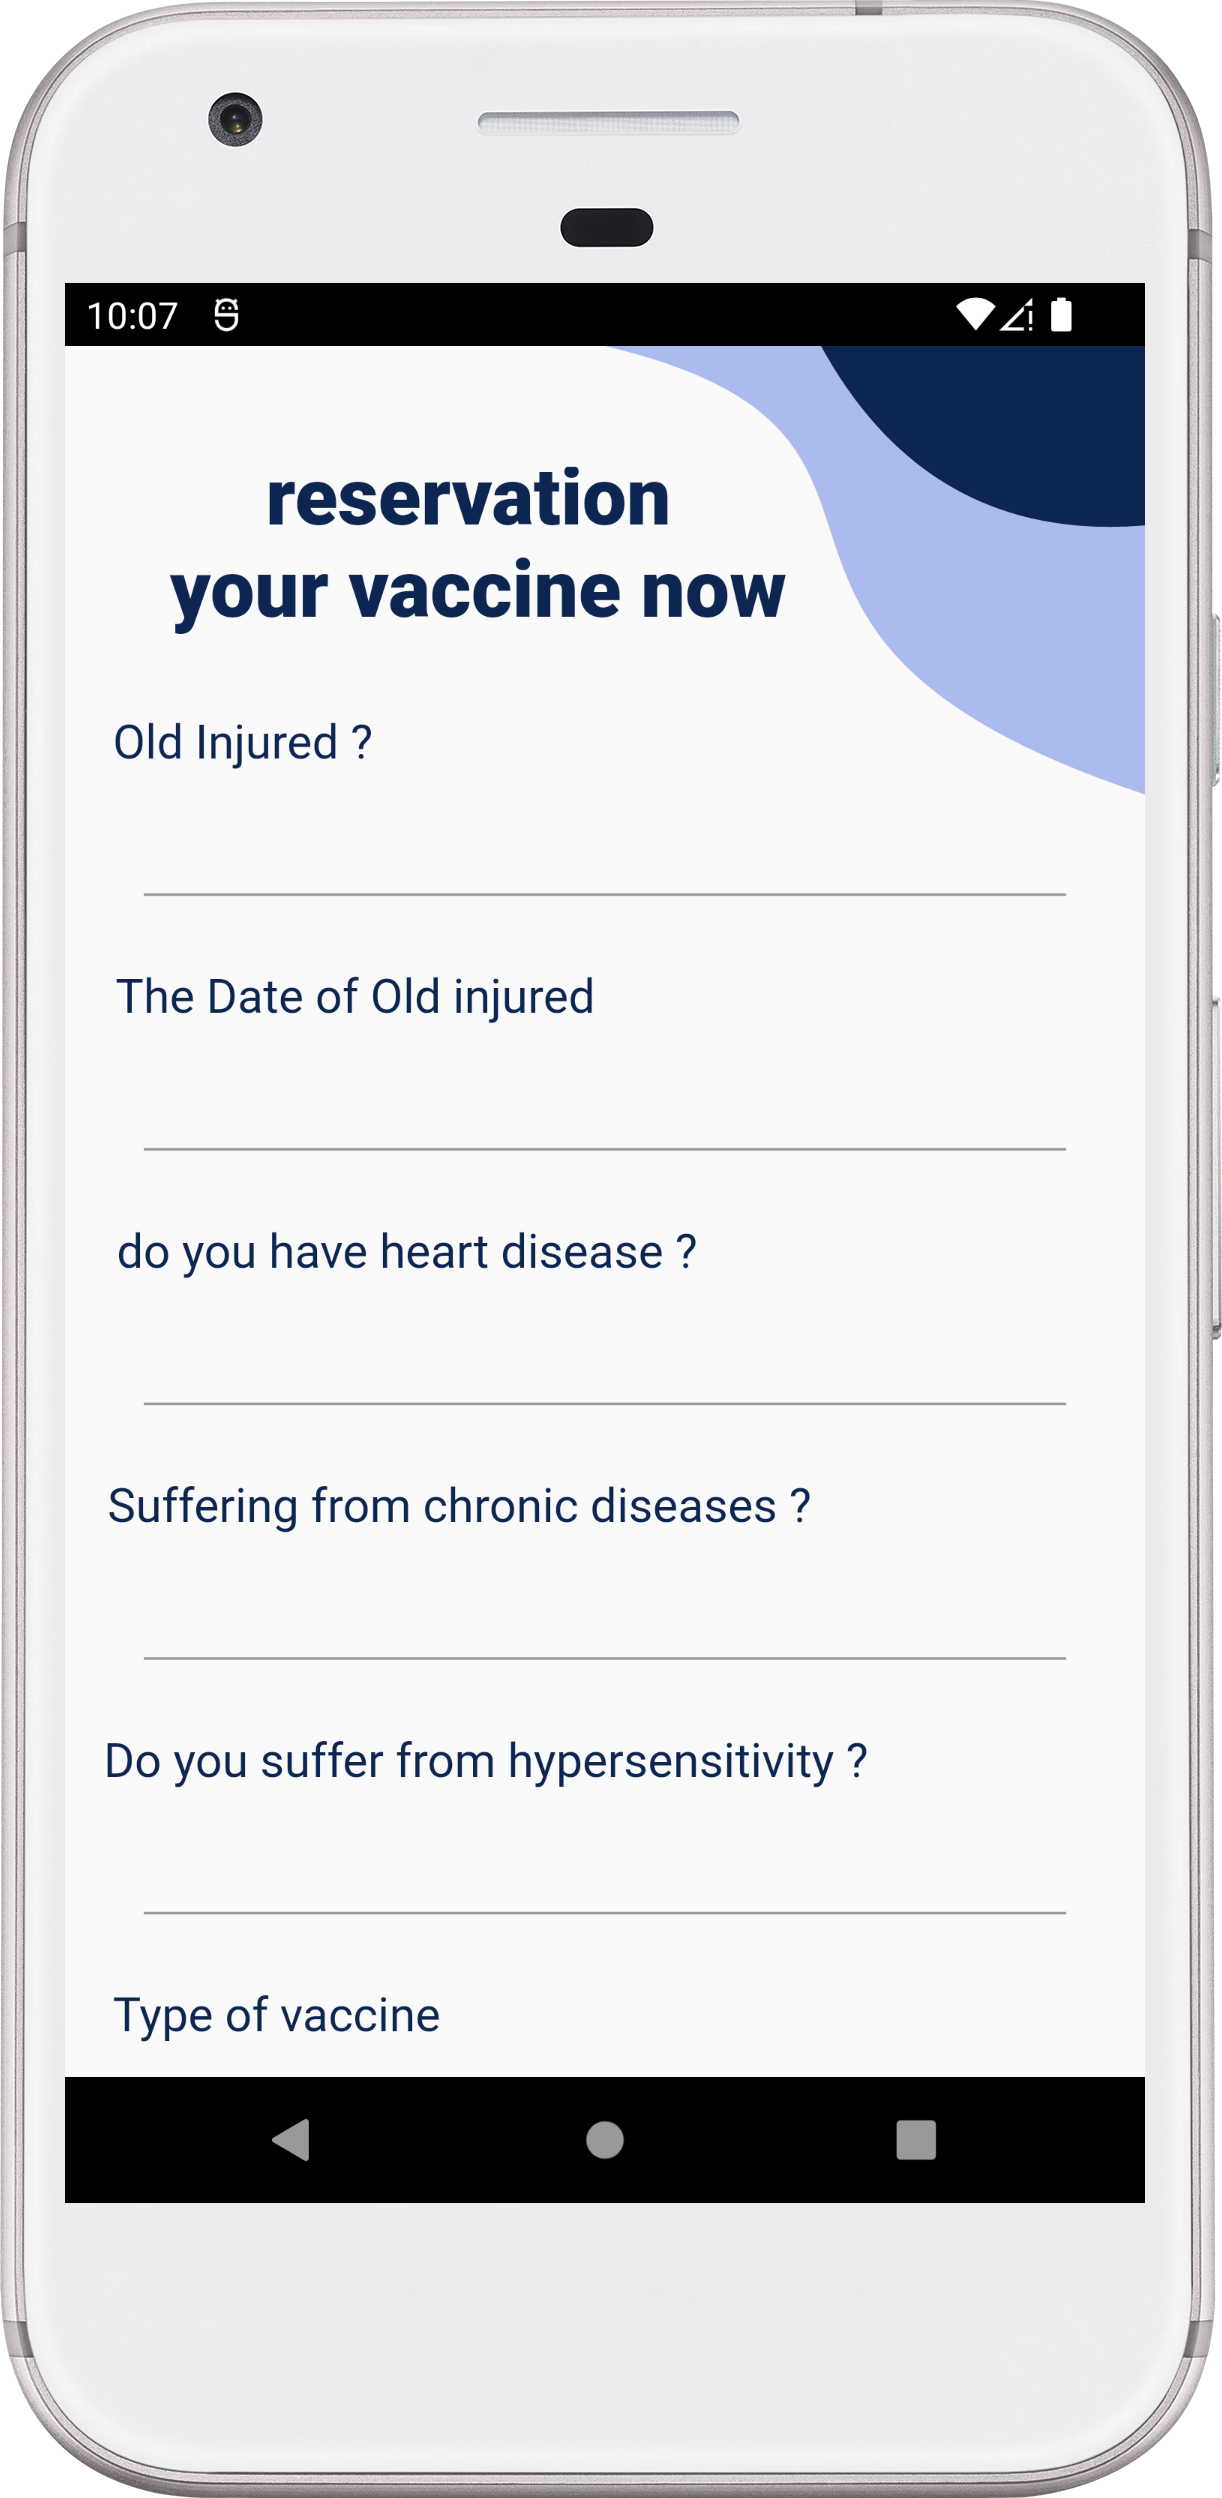 10:07
reservation
your vaccine now
Old Injured ?
The Date of Old injured
do you have heart disease ?
Suffering from chronic diseases ?
Do you suffer from hypersensitivity ?
Type of vaccine